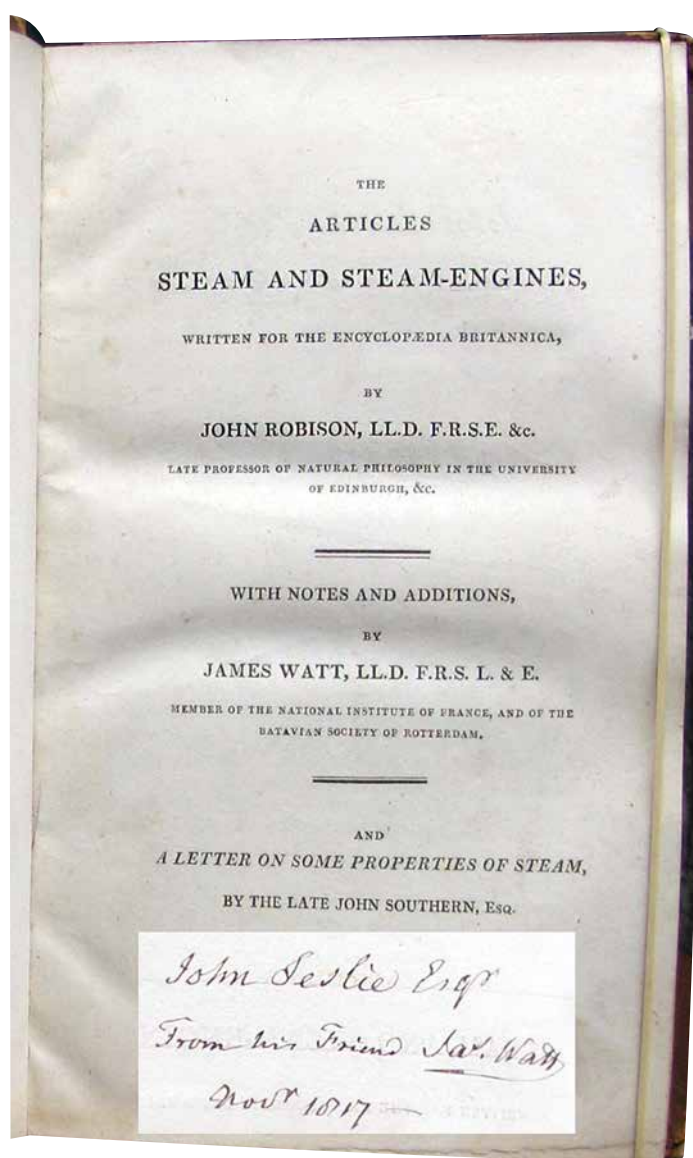 THE
ARTICLES
STEAM AND STEAM-ENGINES,
WRITTEN FOR THE ENCYCLOPÆDIA BRITANNICA,
BY
JOHN ROBISON, LL.D. F.R.S.E. &c.
LATE PROFESSOR OF NATURAL PHILOSOPHY IN THE UNIVERSITY
OF EDINBURGH, &c.
WITH NOTES AND ADDITIONS,
BY
JAMES WATT, LL.D. F.R.S. L. & E.
MEMBER OF THE NATIONAL INSTITUTE OF FRANCE, AND OF THE
BATAVIAN SOCIETY OF ROTTERDAM,
AND
A LETTER ON SOME PROPERTIES OF STEAM,
BY THE LATE JOHN SOUTHERN, Esq.
John Leslie Esqr
From his Friend Jas. Watt
Novr 1817